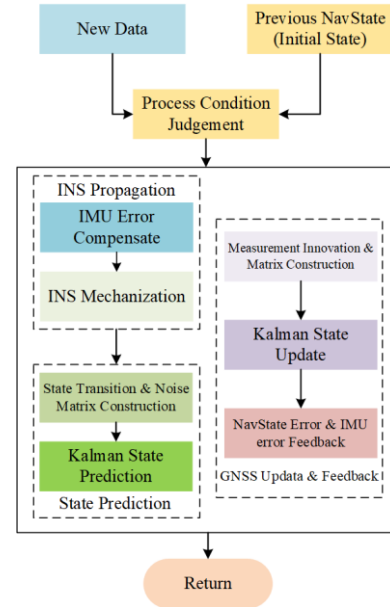 New Data
Previous NavState
(Initial State)
Process Condition
Judgement
INS Propagation
IMU Error
Compensate
INS Mechanization
State Transition & Noise
Matrix Construction
Kalman State
Prediction
State Prediction
Measurement Innovation &
Matrix Construction
Kalman State
Update
NavState Error & IMU
error Feedback
GNSS Updata & Feedback
Return